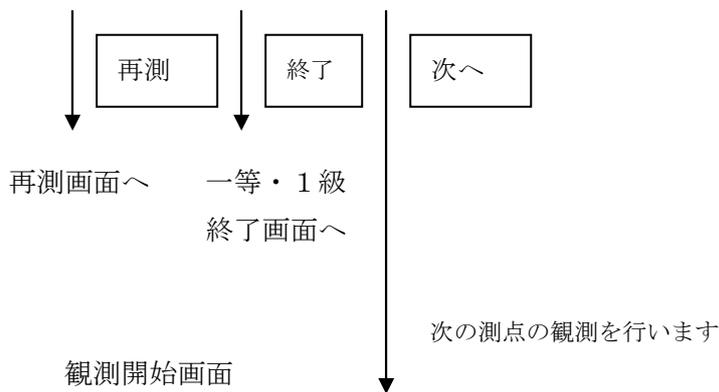 再測
終了
次へ
再測画面へ
一等・１級
終了画面へ
次の測点の観測を行います
観測開始画面